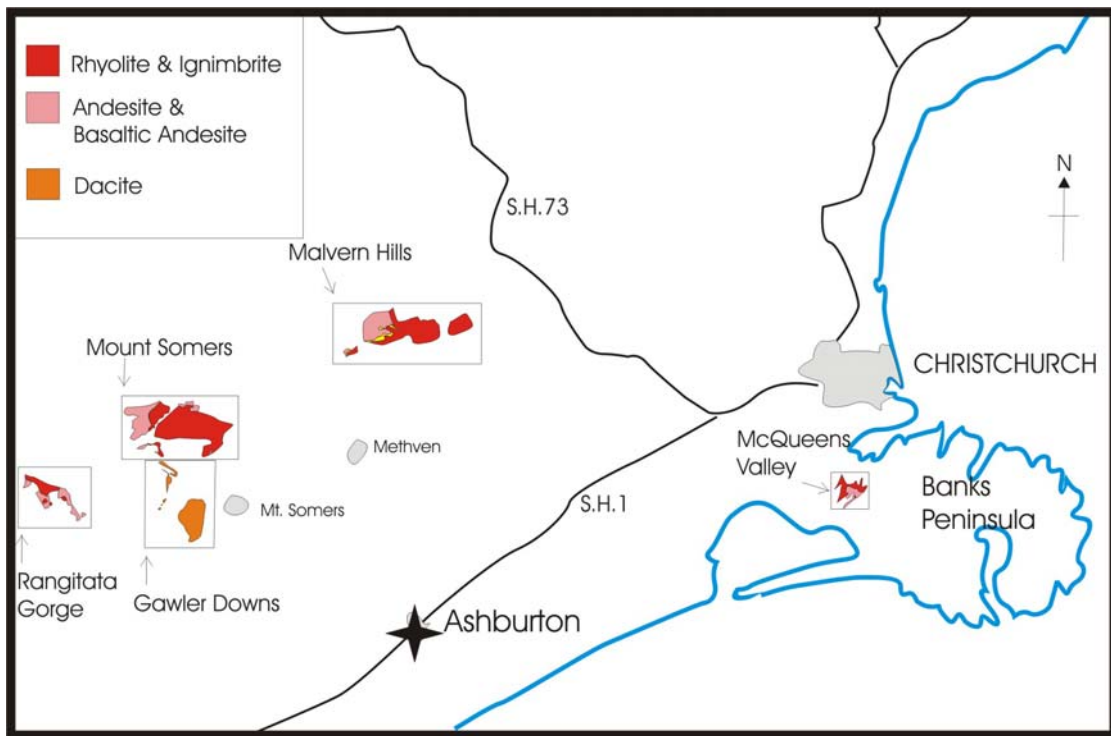 Rhyolite & Ignimbrite
Andesite &
Basaltic Andesite
Dacite
N
S.H.73
Malvern Hills
Mount Somers
CHRISTCHURCH
McQueens
Valley
Methven
Banks
Peninsula
S.H.1
Mt. Somers
Rangitata
Gorge
Gawler Downs
Ashburton